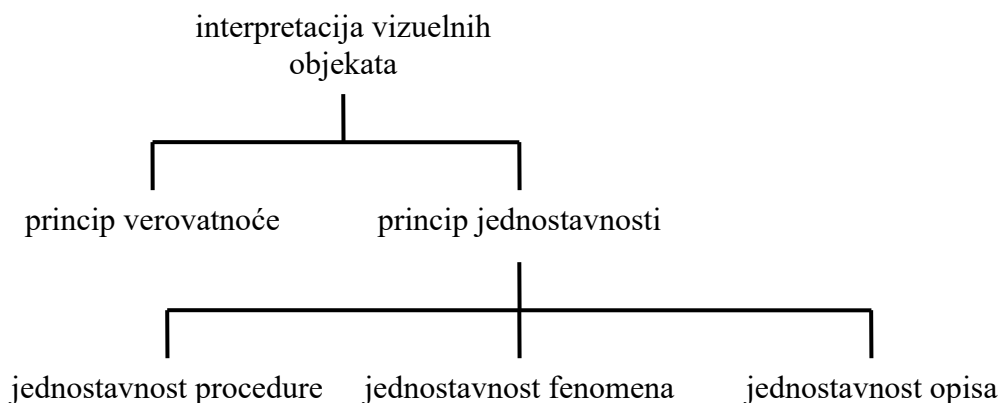 interpretacija vizuelnih
objekata
princip verovatnoće
princip jednostavnosti
jednostavnost procedure
jednostavnost fenomena
jednostavnost opisa